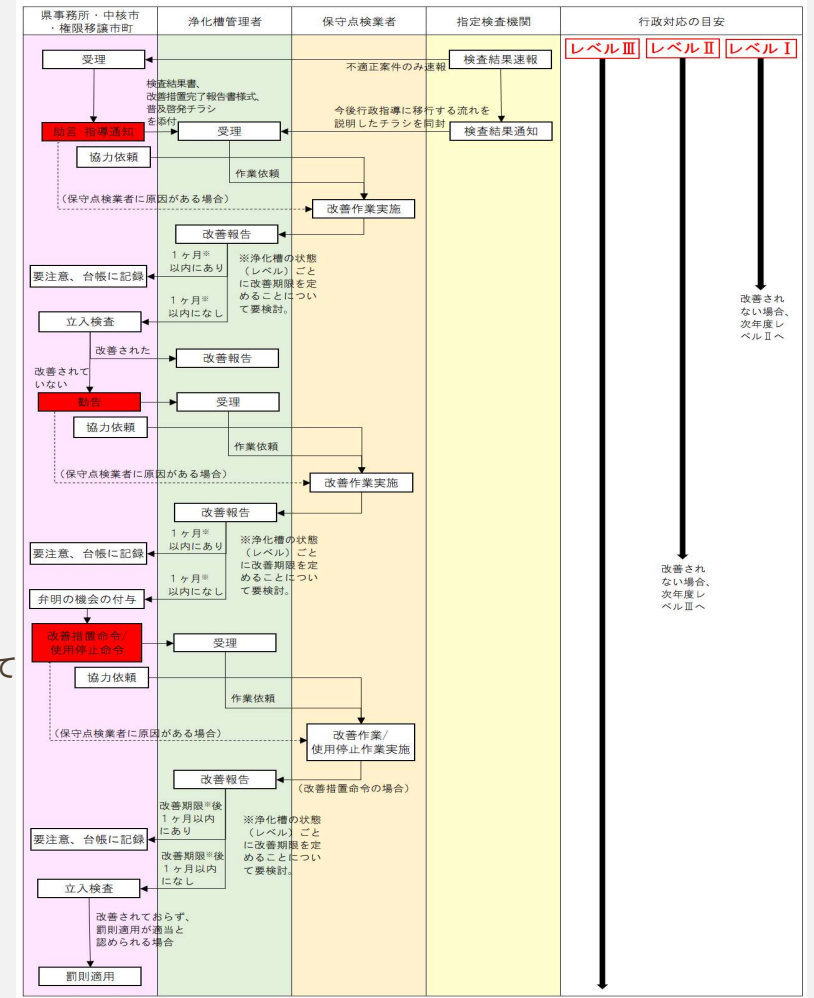 県事務所・中核市
・権限移譲市町
浄化槽管理者
保守点検業者
指定検査機関
行政対応の目安
レベルⅢ
レベルⅡ
レベルⅠ
受理
検査結果速報
不適正案件のみ速報
検査結果書、
改善措置完了報告書様式、
普及啓発チラシ
を添付
今後行政指導に移行する流れを
説明したチラシを同封
助言 指導通知
受理
検査結果通知
協力依頼
作業依頼
(保守点検業者に原因がある場合)
改善作業実施
改善報告
1ヶ月※
以内にあり
※浄化槽の状態
(レベル)ごと
に改善期限を定
めることについ
て要検討。
要注意、台帳に記録
1ヶ月※
以内になし
立入検査
改善された
改善報告
改善されて
いない
勧告
受理
協力依頼
作業依頼
(保守点検業者に原因がある場合)
改善作業実施
改善報告
1ヶ月※
以内にあり
※浄化槽の状態
(レベル)ごと
に改善期限を定
めることについ
て要検討。
要注意、台帳に記録
1ヶ月※
以内になし
弁明の機会の付与
改善措置命令/
使用停止命令
受理
協力依頼
作業依頼
(保守点検業者に原因がある場合)
改善作業/
使用停止作業実施
改善報告
(改善措置命令の場合)
改善期限※後
1ヶ月以内
にあり
※浄化槽の状態
(レベル)ごと
に改善期限を定
めることについ
て要検討。
要注意、台帳に記録
改善期限※後
1ヶ月以内
になし
立入検査
改善されておらず、
罰則適用が適当と
認められる場合
罰則適用
改善され
ない場合、
次年度レ
ベルⅡへ
改善され
ない場合、
次年度レ
ベルⅢへ
て